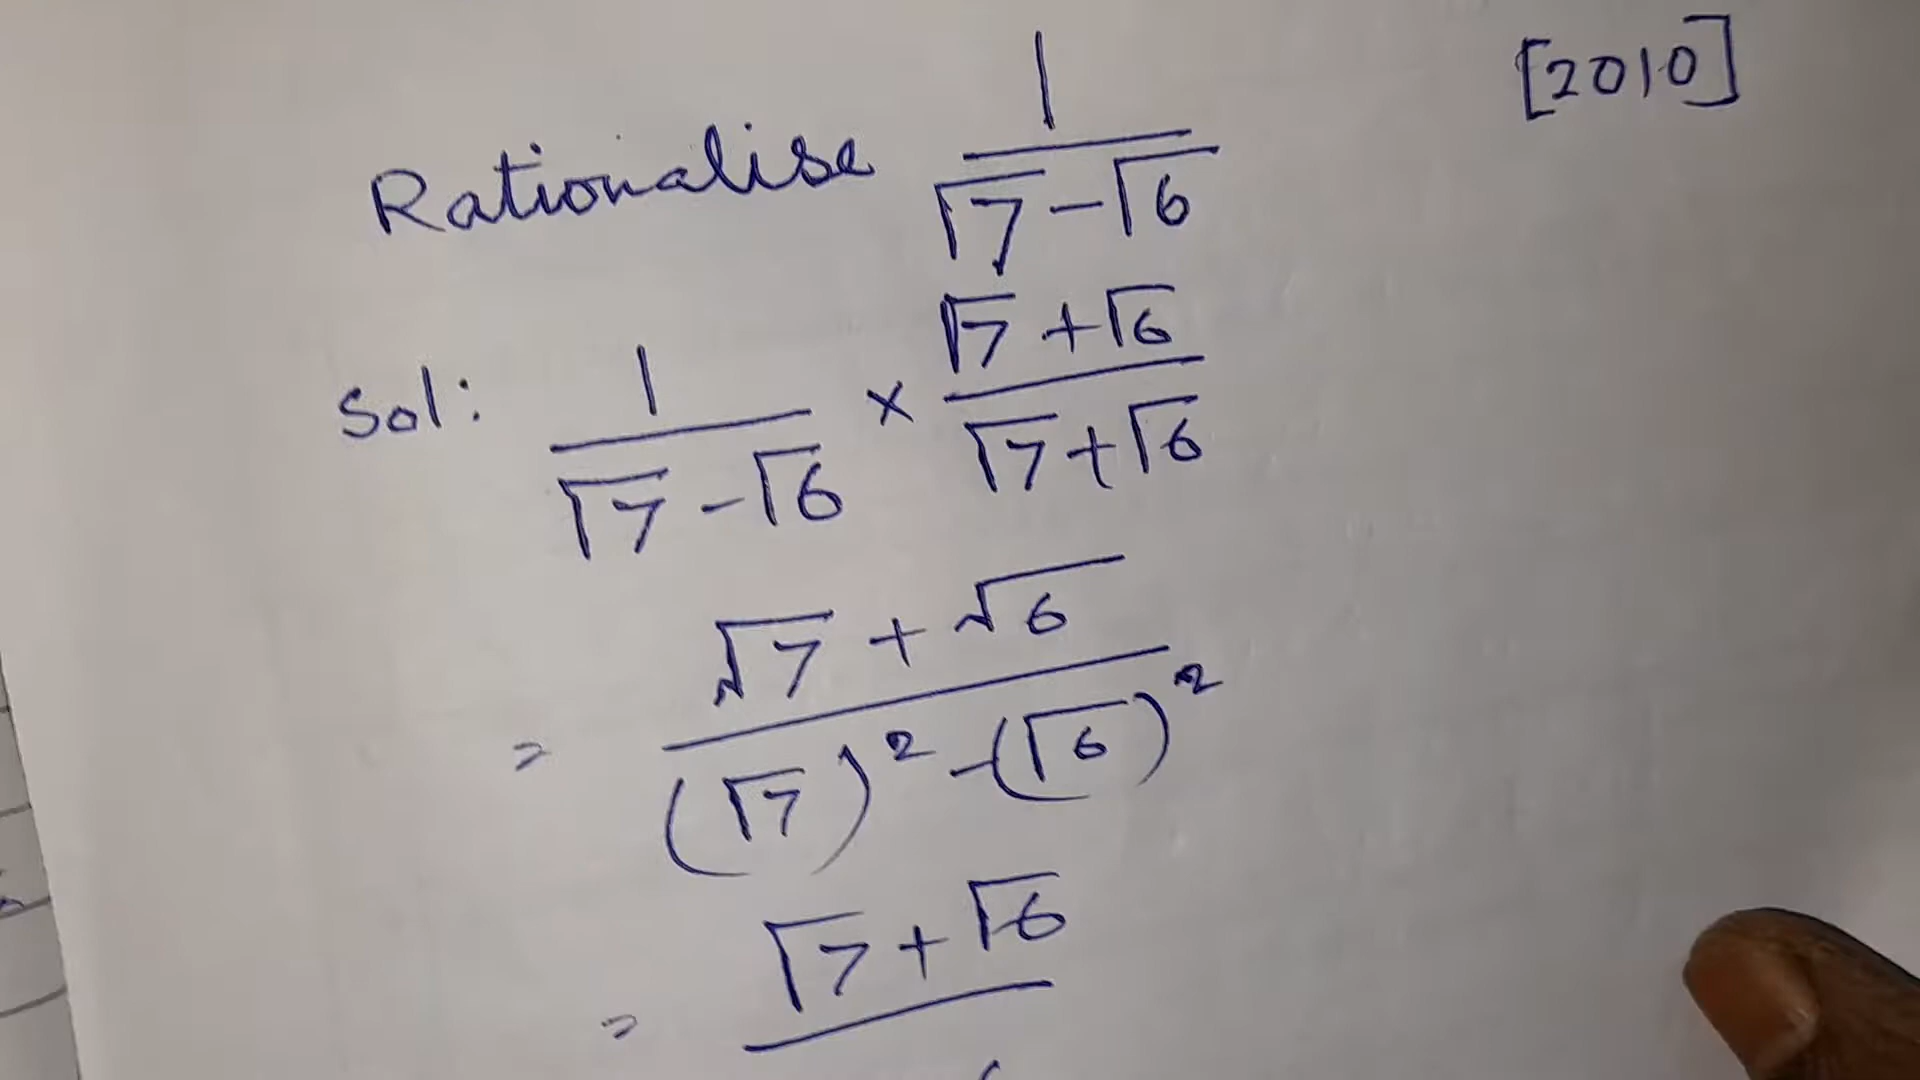 [2010]
Rationalise 1/(√7-√6)
Sol: 1/(√7-√6) × (√7+√6)/(√7+√6)
= (√7+√6)/((√7)²-(√6)²)
= √7+√6